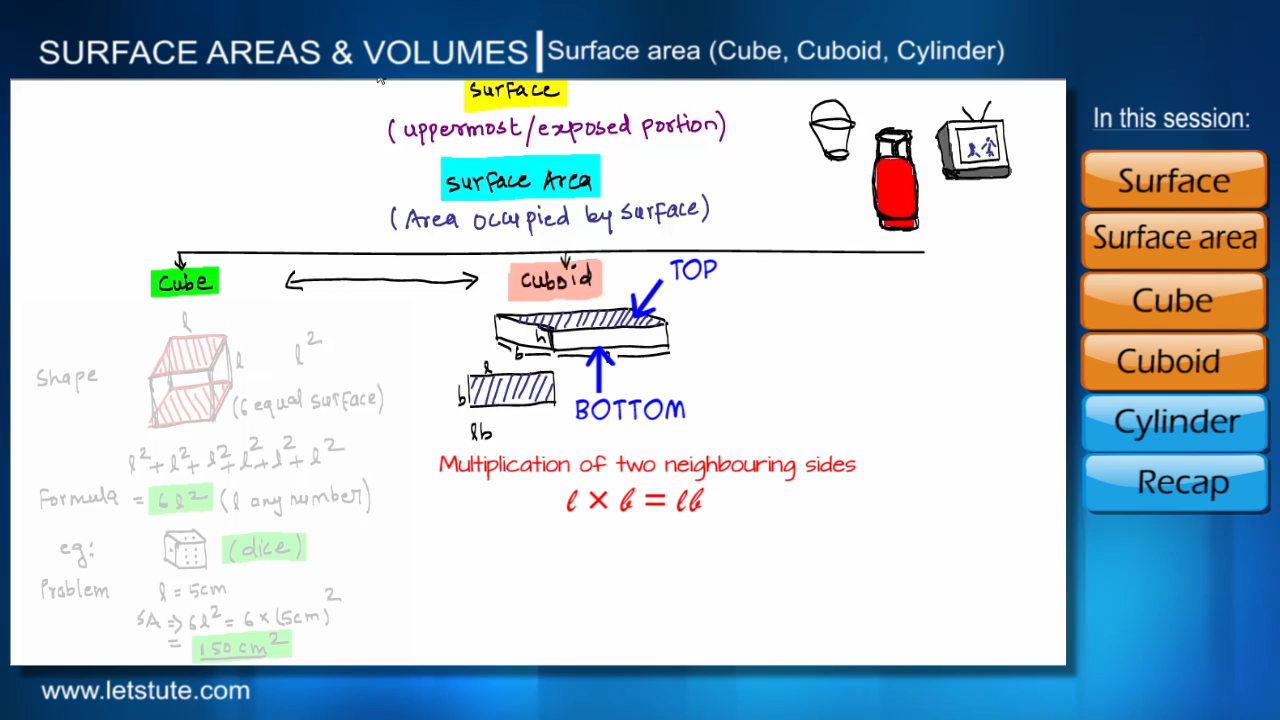 SURFACE AREAS & VOLUMES | Surface area (Cube, Cuboid, Cylinder)
surface
(uppermost/exposed portion)
surface Area
(Area occupied by surface)
Cube
Cuboid
TOP
h
b
l
BOTTOM
l
b
lb
Multiplication of two neighbouring sides
l × b = lb
Shape
l
l
l²
(6 equal surface)
l² + l² + l² + l² + l² + l²
Formula = 6l² (l any number)
eg: (dice)
Problem l = 5cm
SA ⇒ 6l² = 6 × (5cm)²
= 150 cm²
In this session:
Surface
Surface area
Cube
Cuboid
Cylinder
Recap
www.letstute.com